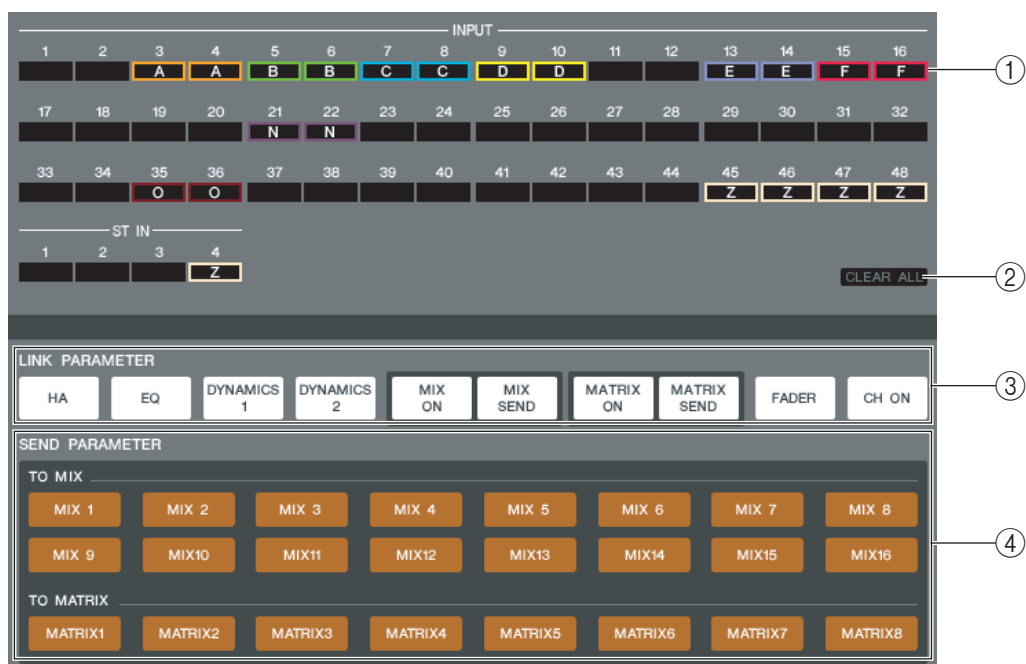 INPUT
1 2 3 4 5 6 7 8 9 10 11 12 13 14 15 16
A A B B C C D D E E F F
①
17 18 19 20 21 22 23 24 25 26 27 28 29 30 31 32
N N
33 34 35 36 37 38 39 40 41 42 43 44 45 46 47 48
O O Z Z Z Z
ST IN
1 2 3 4
Z
CLEAR ALL
②
LINK PARAMETER
HA EQ DYNAMICS 1 DYNAMICS 2 MIX ON MIX SEND MATRIX ON MATRIX SEND FADER CH ON
③
SEND PARAMETER
TO MIX
MIX 1 MIX 2 MIX 3 MIX 4 MIX 5 MIX 6 MIX 7 MIX 8
MIX 9 MIX10 MIX11 MIX12 MIX13 MIX14 MIX15 MIX16
④
TO MATRIX
MATRIX1 MATRIX2 MATRIX3 MATRIX4 MATRIX5 MATRIX6 MATRIX7 MATRIX8